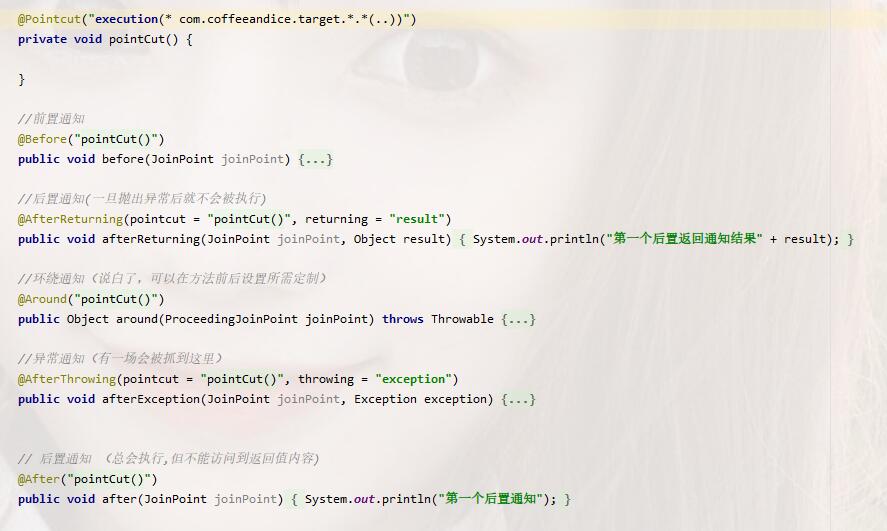 @Pointcut("execution(* com.coffeeandice.target.*.*(..))")
private void pointCut() {
}
//前置通知
@Before("pointCut()")
public void before(JoinPoint joinPoint) {...}
//后置通知(一旦抛出异常后就不会被执行)
@AfterReturning(pointcut = "pointCut()", returning = "result")
public void afterReturning(JoinPoint joinPoint, Object result) { System.out.println("第一个后置返回通知结果" + result); }
//环绕通知（说白了，可以在方法前后设置所需定制）
@Around("pointCut()")
public Object around(ProceedingJoinPoint joinPoint) throws Throwable {...}
//异常通知（有一场会被抓到这里）
@AfterThrowing(pointcut = "pointCut()", throwing = "exception")
public void afterException(JoinPoint joinPoint, Exception exception) {...}
// 后置通知 （总会执行,但不能访问到返回值内容)
@After("pointCut()")
public void after(JoinPoint joinPoint) { System.out.println("第一个后置通知"); }